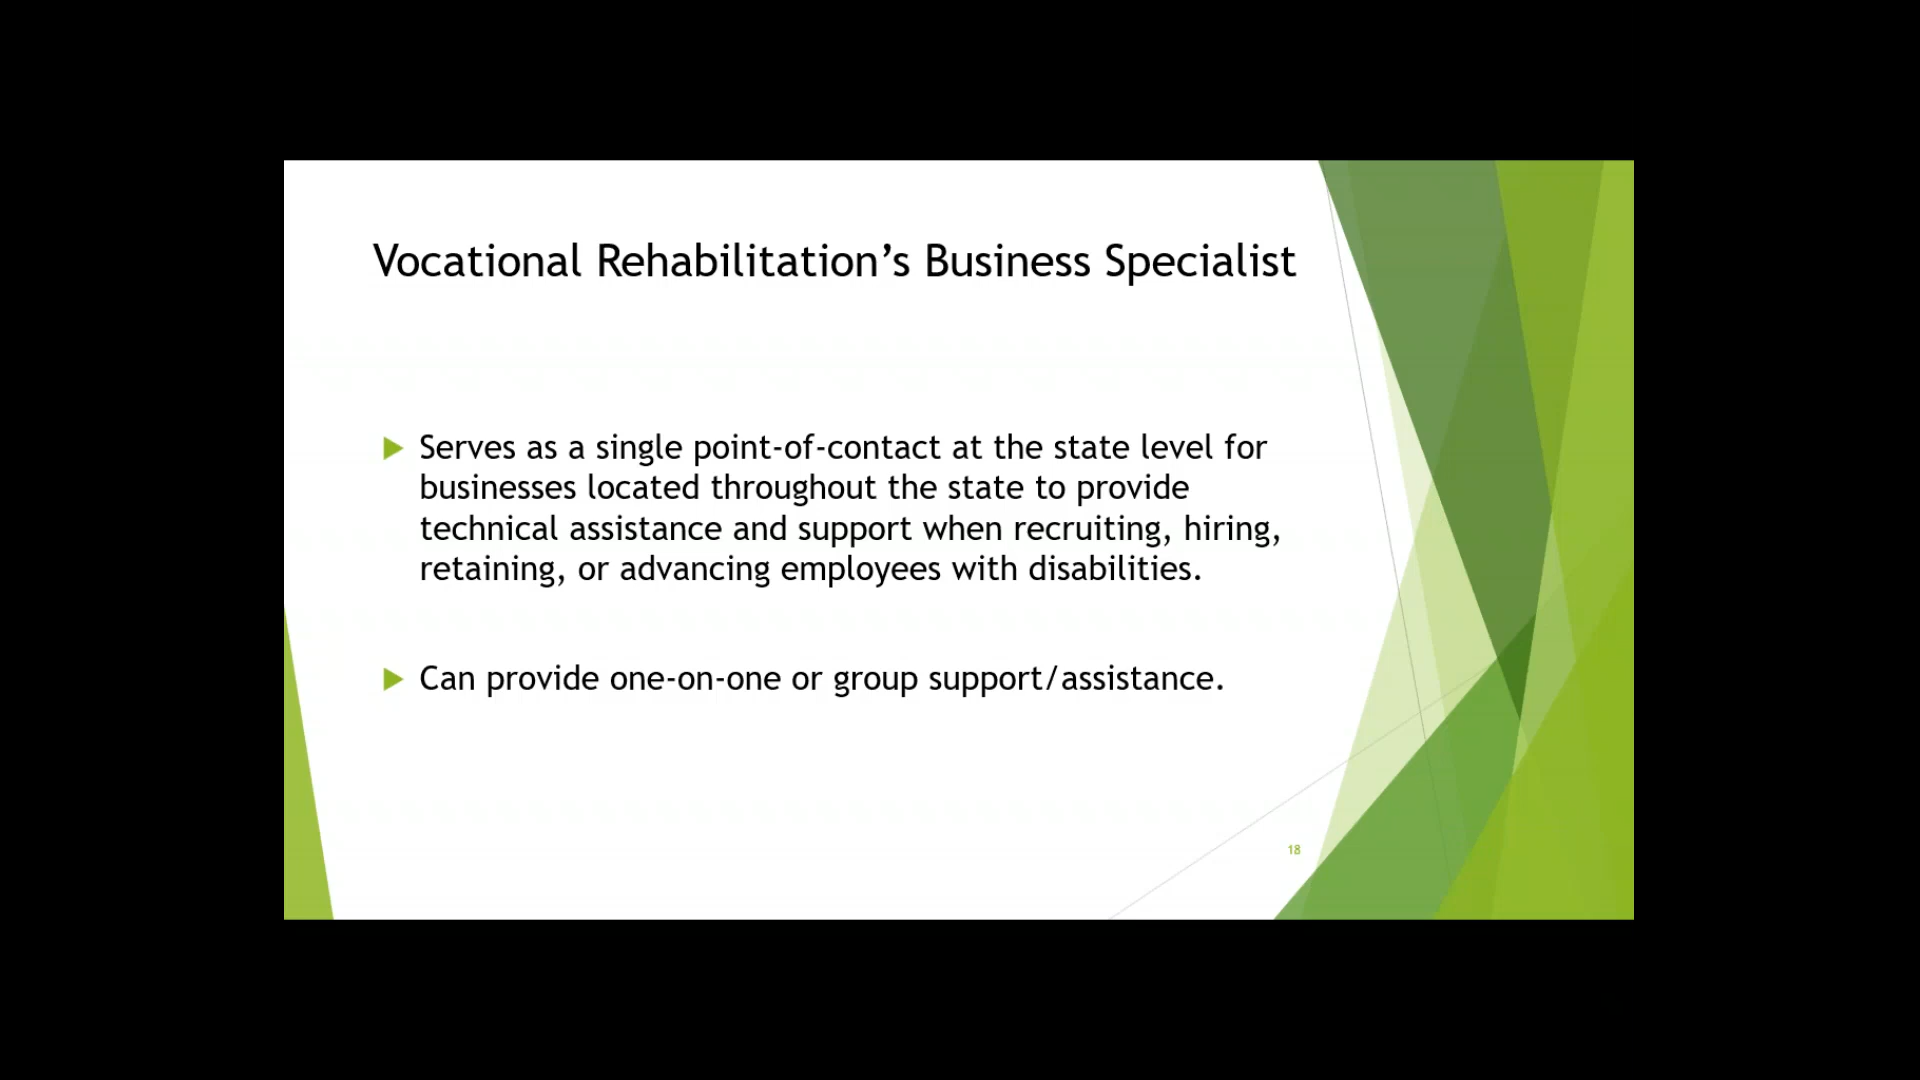 Vocational Rehabilitation’s Business Specialist
Serves as a single point-of-contact at the state level for
businesses located throughout the state to provide
technical assistance and support when recruiting, hiring,
retaining, or advancing employees with disabilities.
Can provide one-on-one or group support/assistance.
18